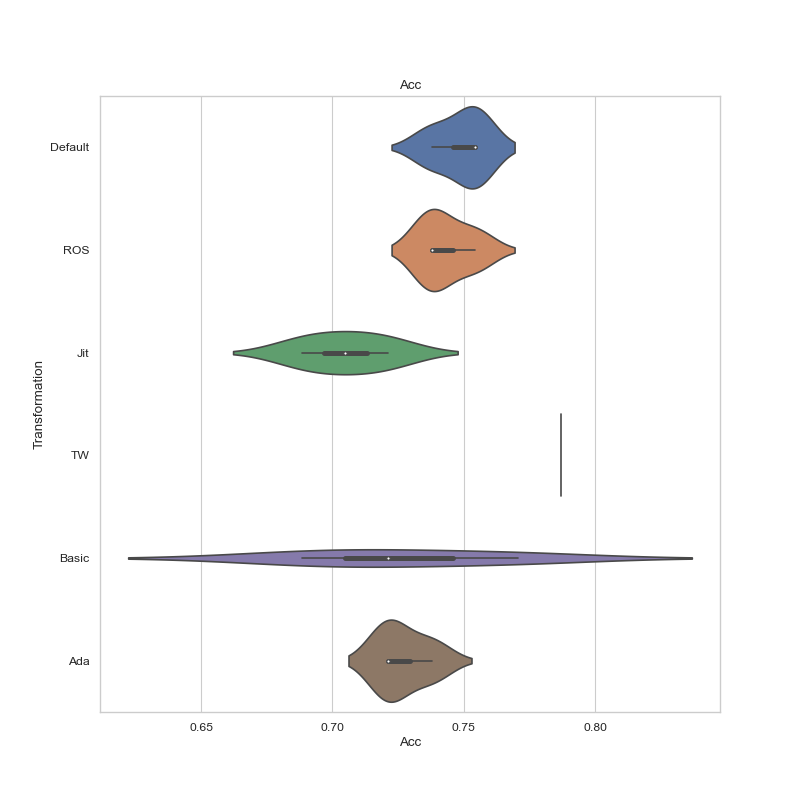 Acc
Default
ROS
Jit
TW
Basic
Ada
Transformation
0.65 0.70 0.75 0.80
Acc